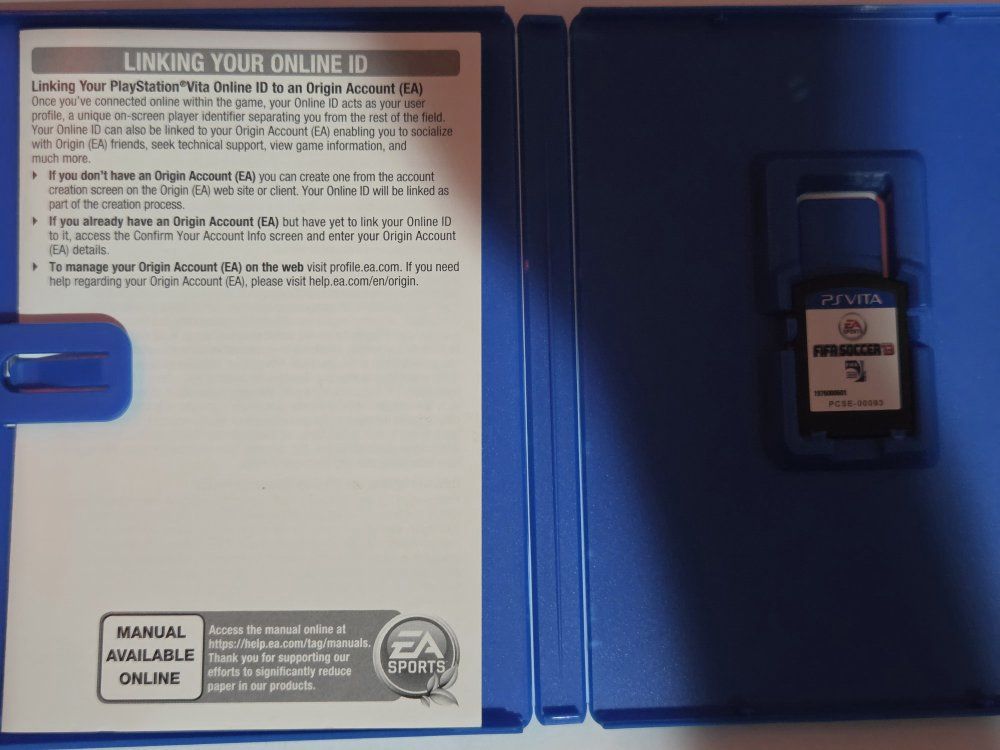 LINKING YOUR ONLINE ID
Linking Your PlayStation®Vita Online ID to an Origin Account (EA)
Once you've connected online within the game, your Online ID acts as your user
profile, a unique on-screen player identifier separating you from the rest of the field.
Your Online ID can also be linked to your Origin Account (EA) enabling you to socialize
with Origin (EA) friends, seek technical support, view game information, and
much more.
If you don't have an Origin Account (EA) you can create one from the account
creation screen on the Origin (EA) web site or client. Your Online ID will be linked as
part of the creation process.
If you already have an Origin Account (EA) but have yet to link your Online ID
to it, access the Confirm Your Account Info screen and enter your Origin Account
(EA) details.
To manage your Origin Account (EA) on the web visit profile.ea.com. If you need
help regarding your Origin Account (EA), please visit help.ea.com/en/origin.
MANUAL
AVAILABLE
ONLINE
Access the manual online at
https://help.ea.com/tag/manuals.
Thank you for supporting our
efforts to significantly reduce
paper in our products.
EA
SPORTS
PSVITA
EA
SPORTS
FIFA SOCCER 13
1976000601
PCSE-00093